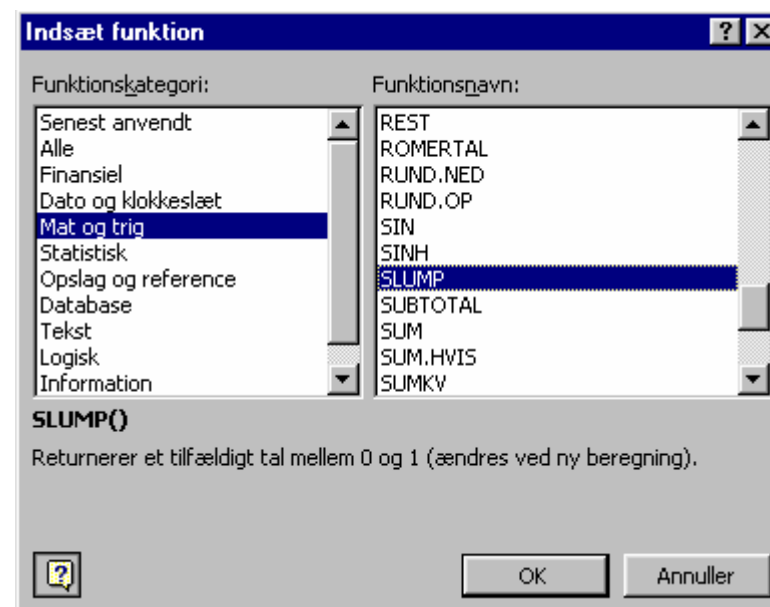 Indsæt funktion
Funktionskategori:
Senest anvendt
Alle
Finansiel
Dato og klokkeslæt
Mat og trig
Statistisk
Opslag og reference
Database
Tekst
Logisk
Information
Funktionsnavn:
REST
ROMERTAL
RUND.NED
RUND.OP
SIN
SINH
SLUMP
SUBTOTAL
SUM
SUM.HVIS
SUMKV
SLUMP()
Returnerer et tilfældigt tal mellem 0 og 1 (ændres ved ny beregning).
OK
Annuller